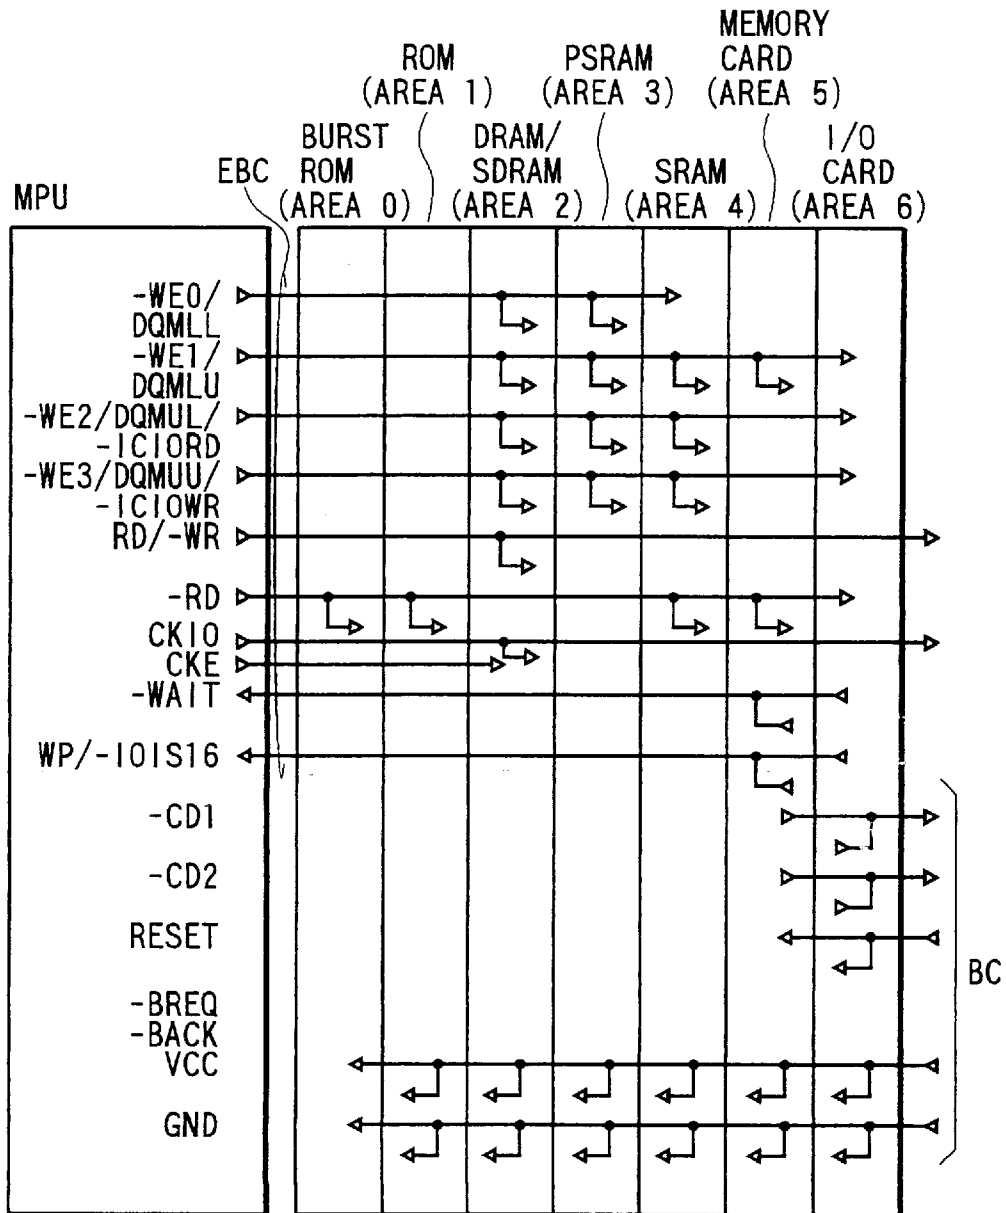 MEMORY
CARD
(AREA 5)
ROM
(AREA 1)
PSRAM
(AREA 3)
BURST
ROM
(AREA 0)
DRAM/
SDRAM
(AREA 2)
SRAM
(AREA 4)
I/O
CARD
(AREA 6)
EBC
MPU
-WE0/
DQMLL
-WE1/
DQMLU
-WE2/DQMUL/
-ICIORD
-WE3/DQMUU/
-ICIOWR
RD/-WR
-RD
CKIO
CKE
-WAIT
WP/-IOIS16
-CD1
-CD2
RESET
BC
-BREQ
-BACK
VCC
GND